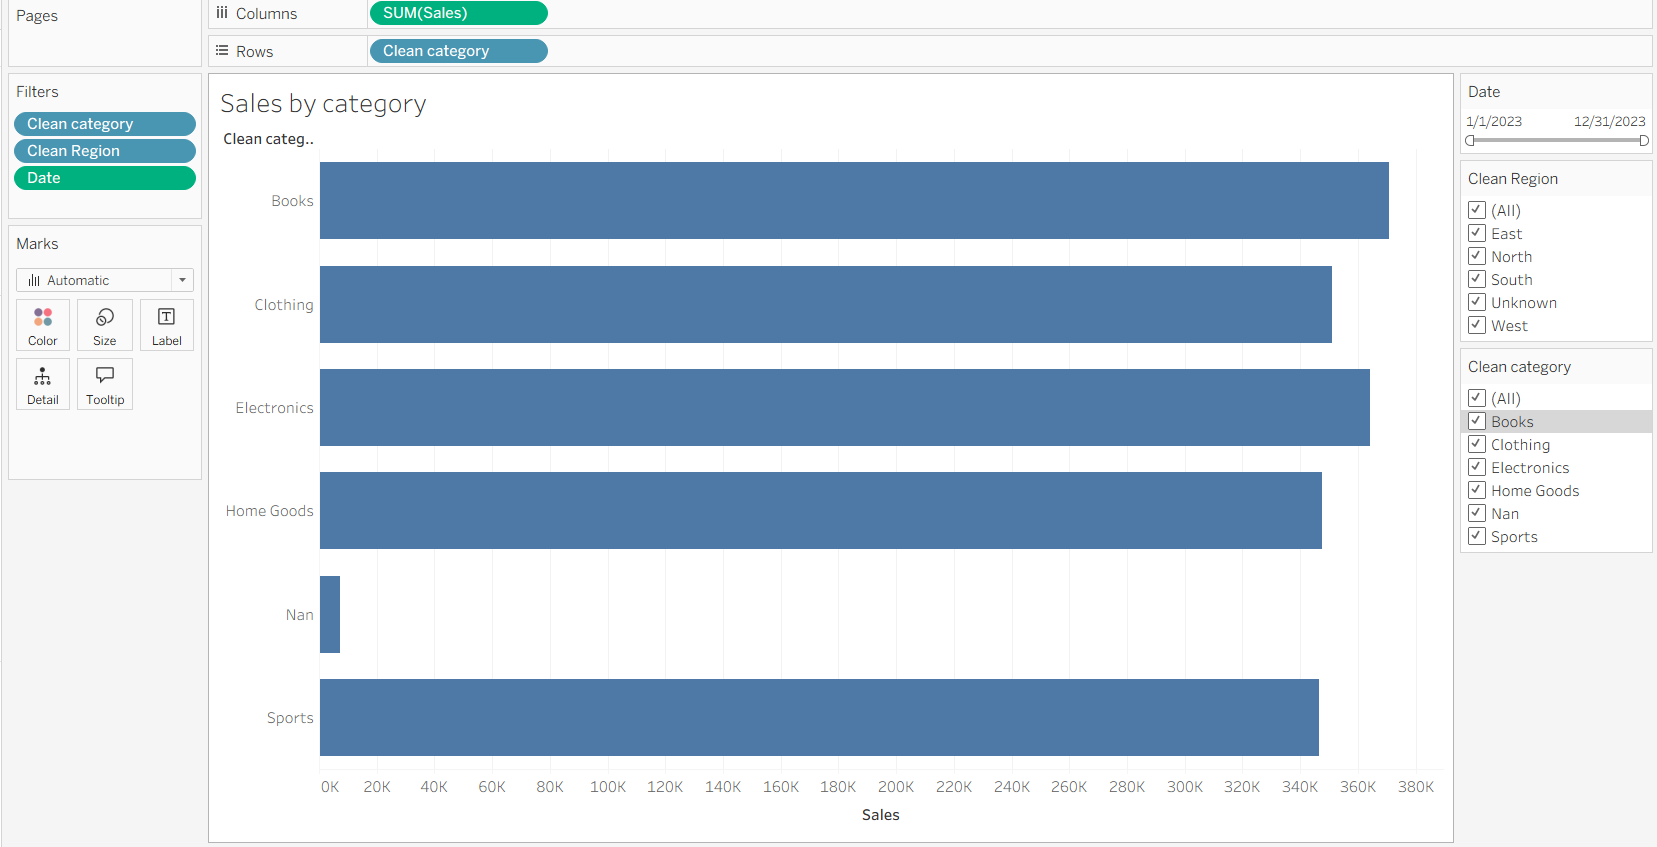 Pages
Columns
SUM(Sales)
Rows
Clean category
Filters
Clean category
Clean Region
Date
Marks
Automatic
Color
Size
Label
Detail
Tooltip
Sales by category
Clean categ..
Books
Clothing
Electronics
Home Goods
Nan
Sports
0K 20K 40K 60K 80K 100K 120K 140K 160K 180K 200K 220K 240K 260K 280K 300K 320K 340K 360K 380K
Sales
Date
1/1/2023 12/31/2023
Clean Region
(All)
East
North
South
Unknown
West
Clean category
(All)
Books
Clothing
Electronics
Home Goods
Nan
Sports